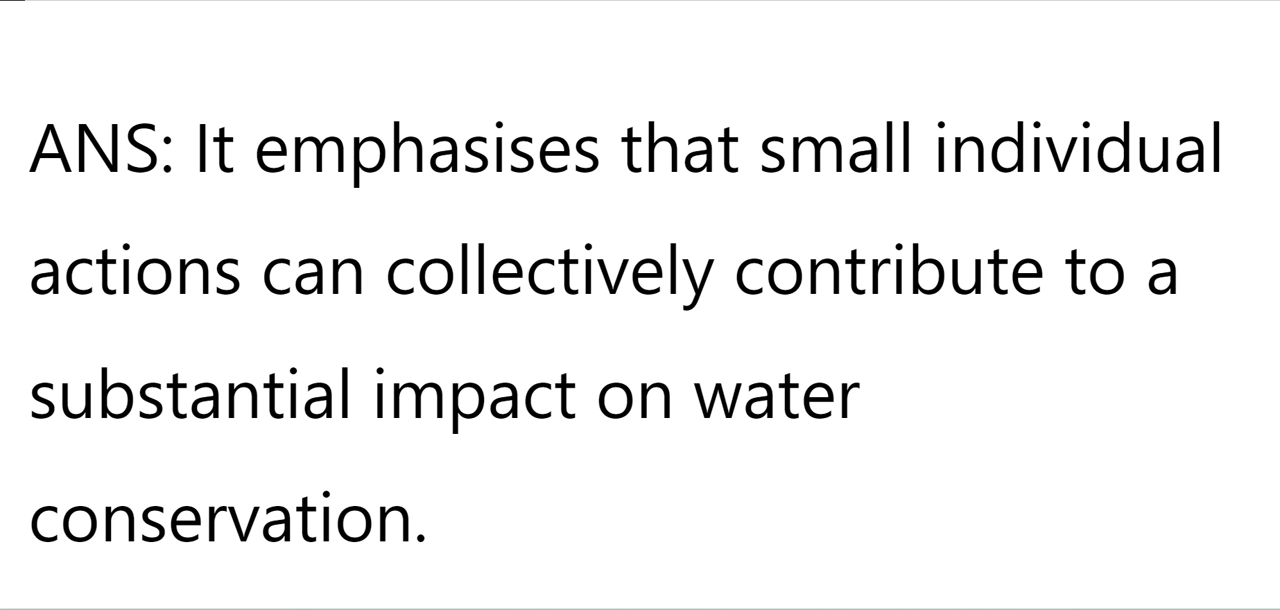 ANS: It emphasises that small individual
actions can collectively contribute to a
substantial impact on water
conservation.